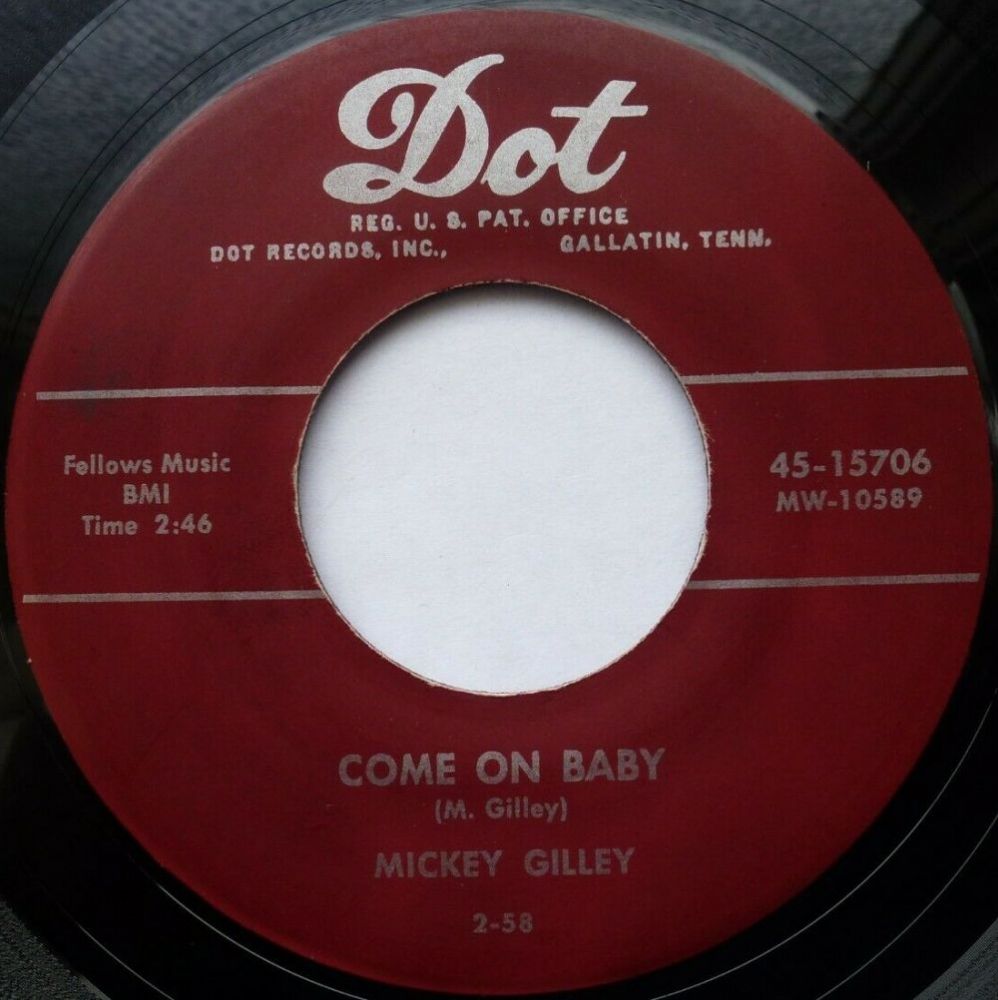 Dot
REG. U. S. PAT. OFFICE
DOT RECORDS, INC., GALLATIN, TENN.
Fellows Music
BMI
Time 2:46
45-15706
MW-10589
COME ON BABY
(M. Gilley)
MICKEY GILLEY
2-58